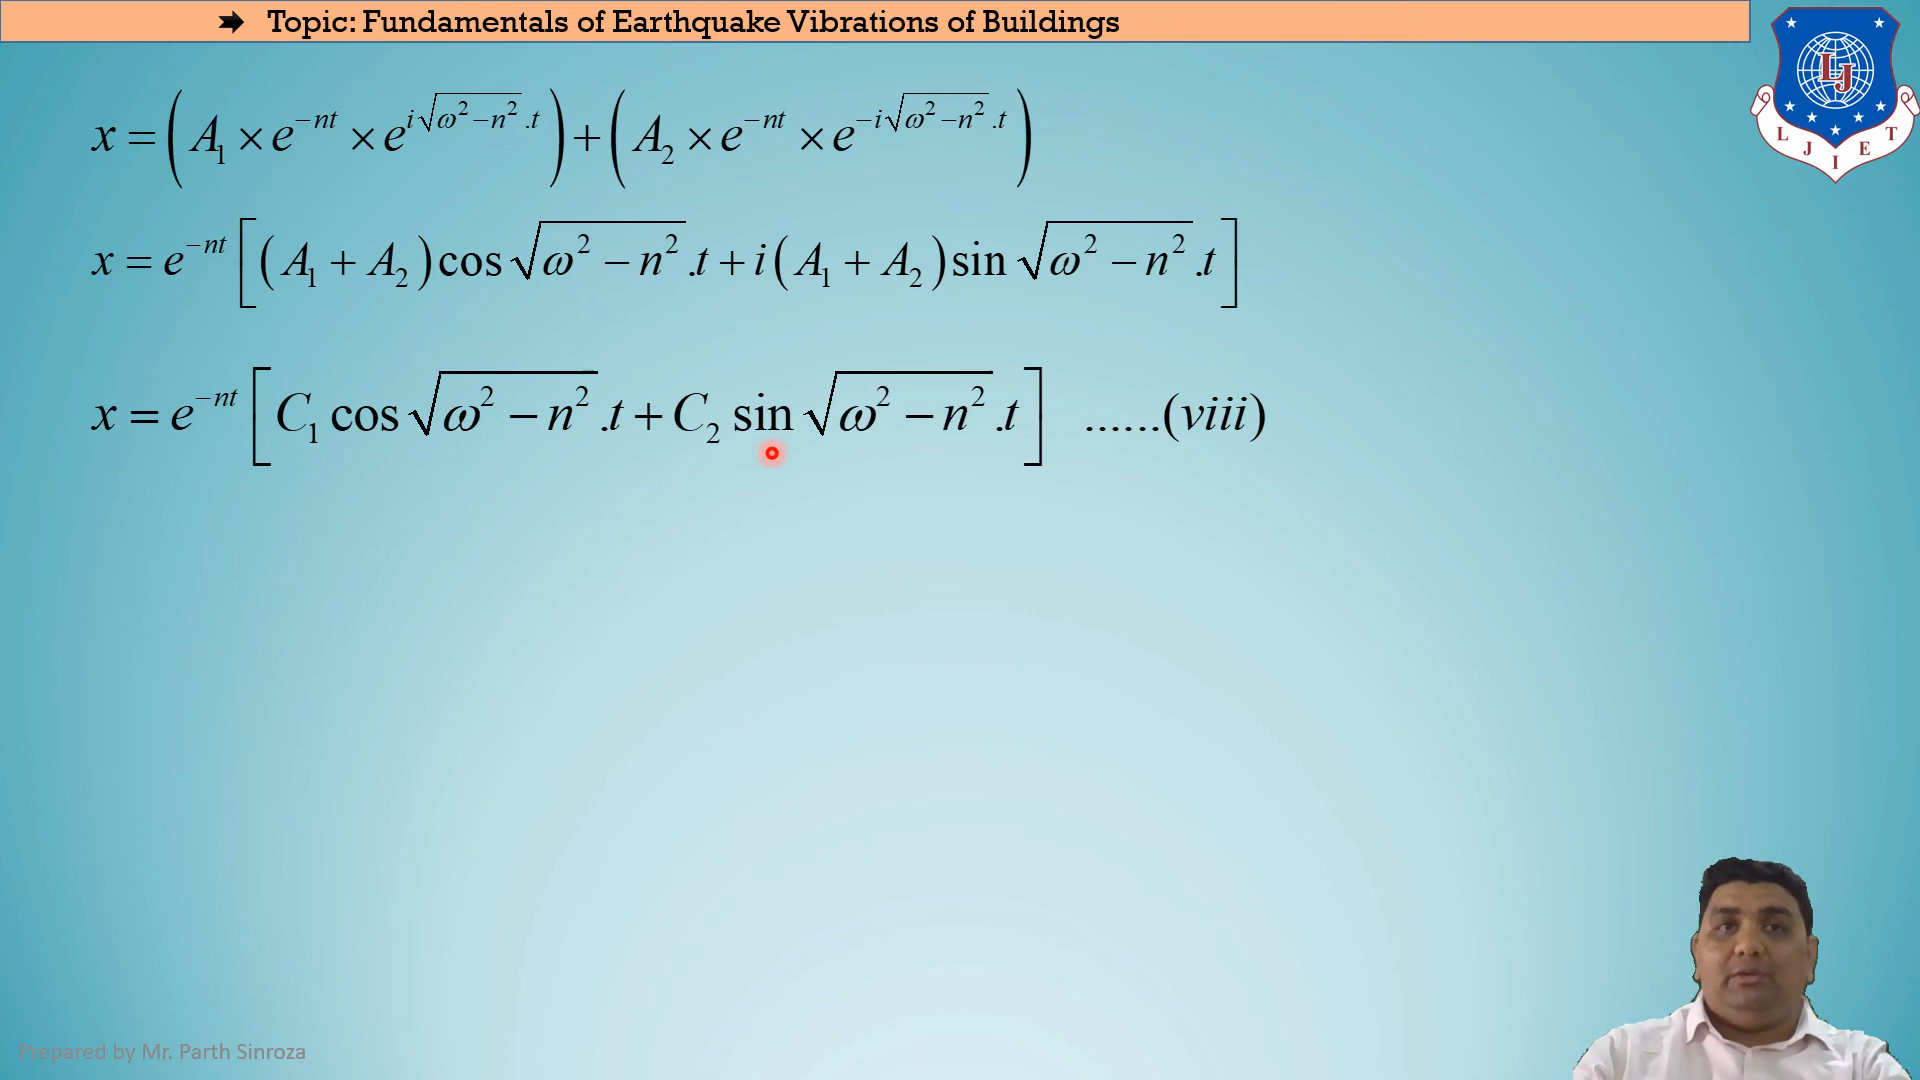 ➡ Topic: Fundamentals of Earthquake Vibrations of Buildings
x = (A₁ × e^{−nt} × e^{i√(ω²−n²) .t}) + (A₂ × e^{−nt} × e^{−i√(ω²−n²) .t})
x = e^{−nt} [(A₁ + A₂) cos √(ω² − n²) .t + i (A₁ + A₂) sin √(ω² − n²) .t]
x = e^{−nt} [C₁ cos √(ω² − n²) .t + C₂ sin √(ω² − n²) .t] ......(viii)
LJ
L J I E T
Prepared by Mr. Parth Sinroza